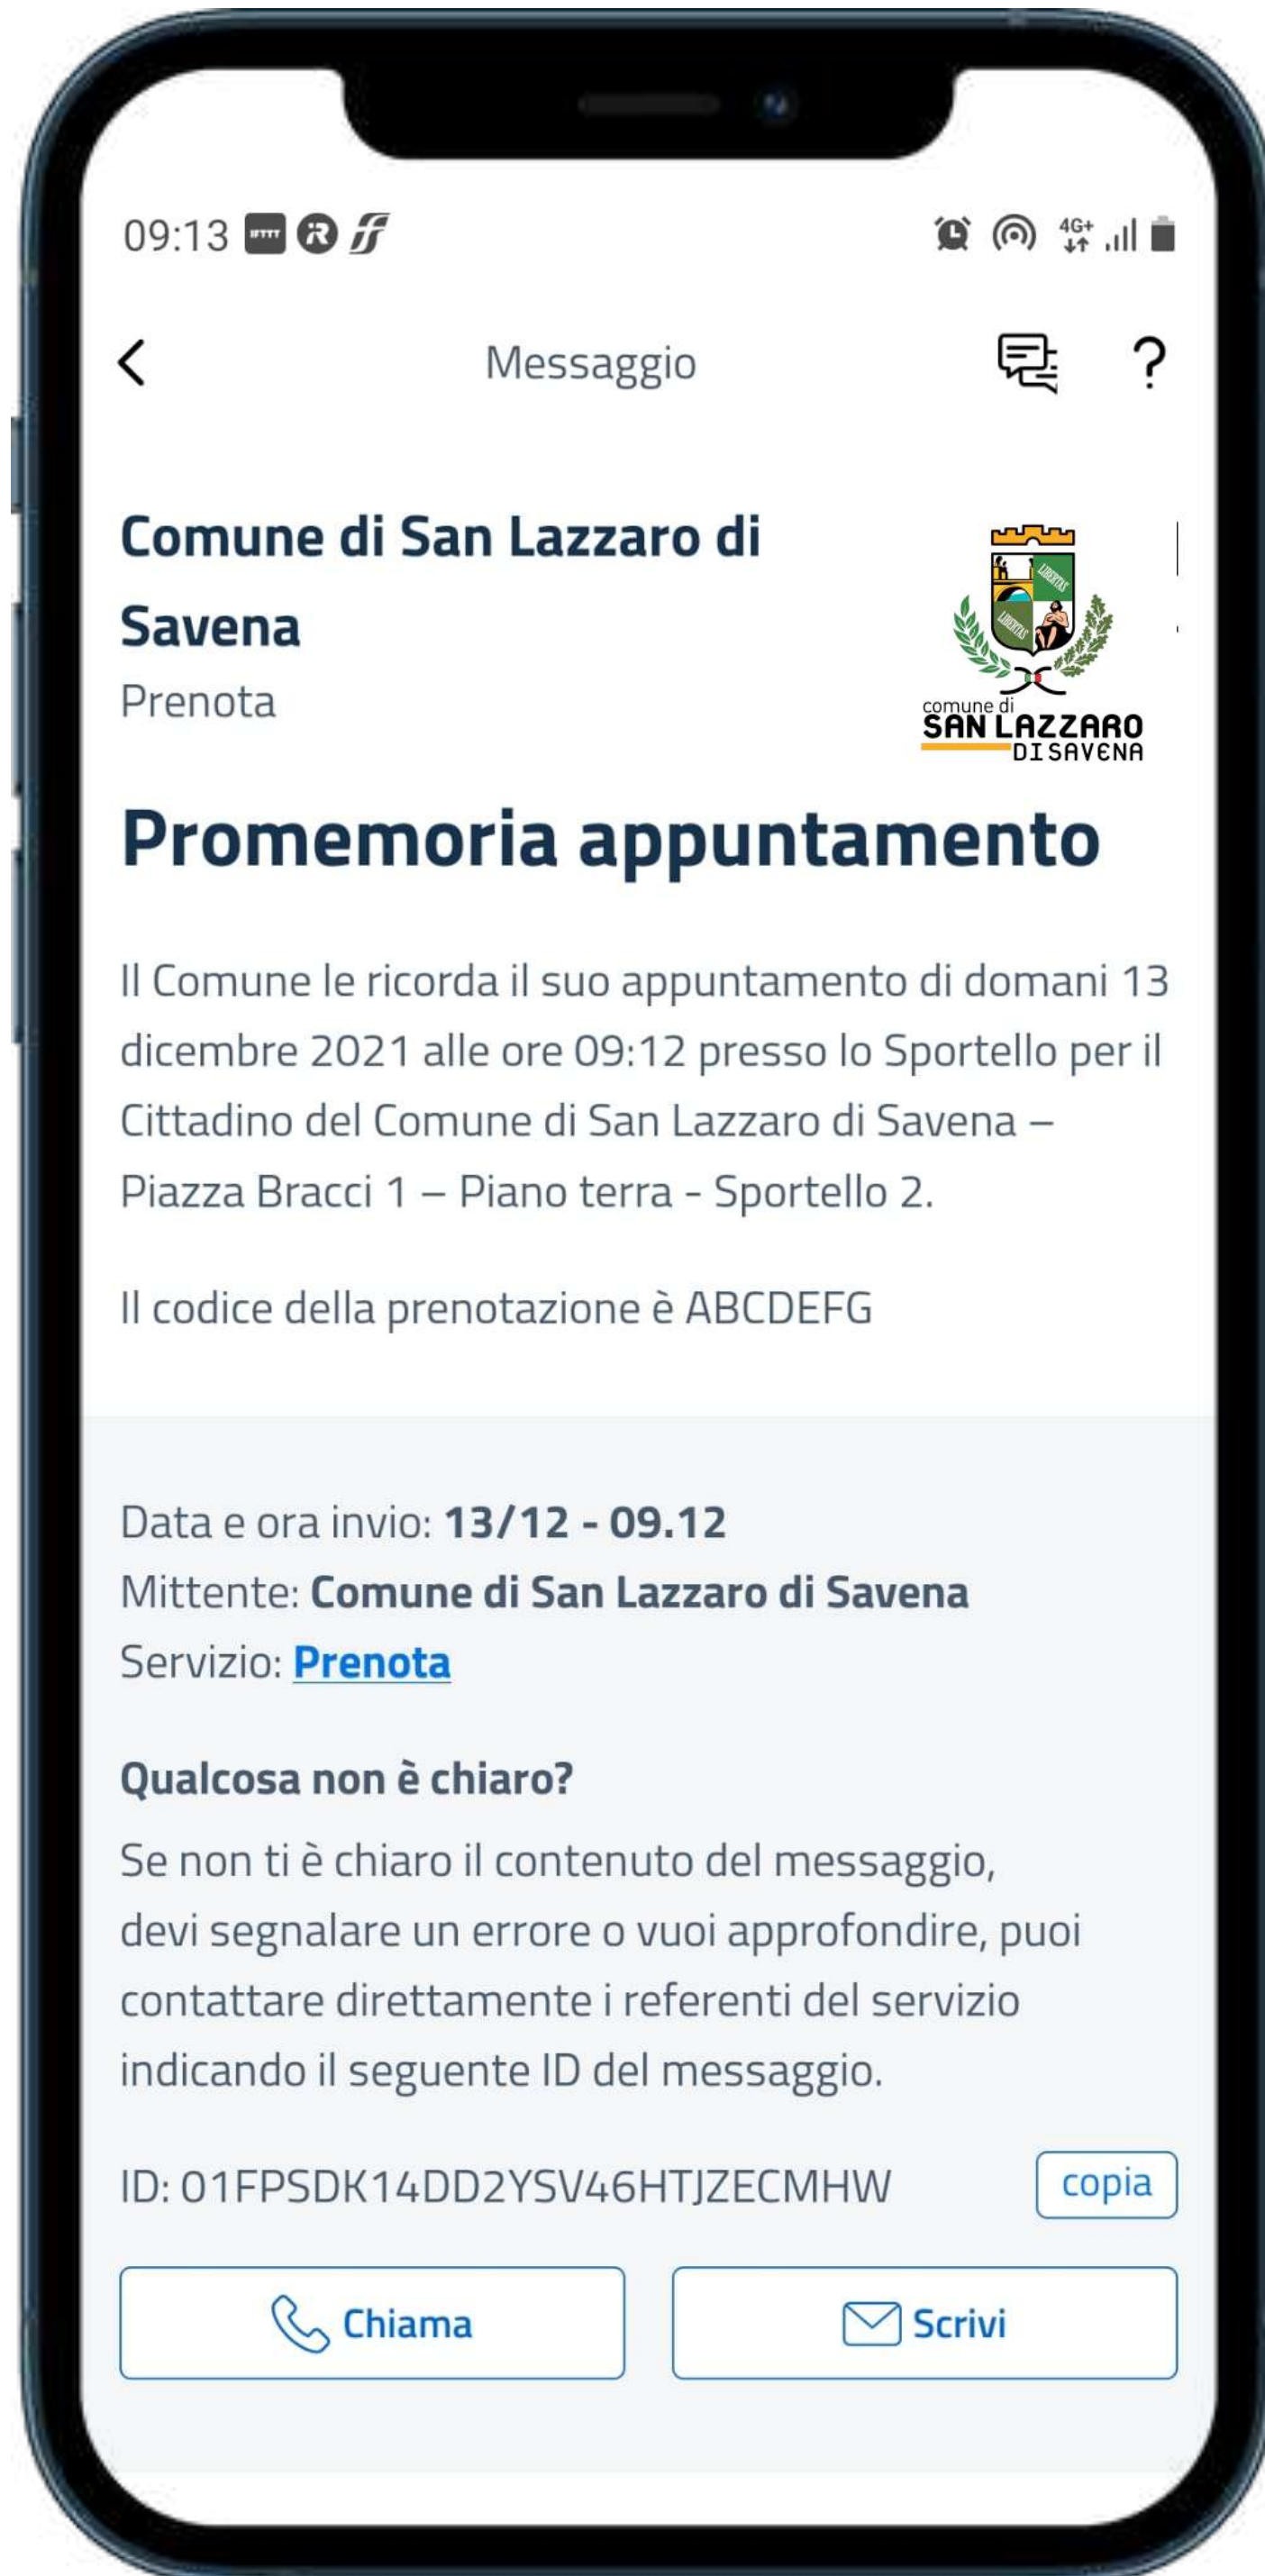 09:13 IFTTT
4G+
Messaggio
?
Comune di San Lazzaro di
Savena
Prenota
LIBERTAS
LIBERTAS
comune di
SAN LAZZARO
DI SAVENA
Promemoria appuntamento
Il Comune le ricorda il suo appuntamento di domani 13
dicembre 2021 alle ore 09:12 presso lo Sportello per il
Cittadino del Comune di San Lazzaro di Savena –
Piazza Bracci 1 – Piano terra - Sportello 2.
Il codice della prenotazione è ABCDEFG
Data e ora invio: 13/12 - 09.12
Mittente: Comune di San Lazzaro di Savena
Servizio: Prenota
Qualcosa non è chiaro?
Se non ti è chiaro il contenuto del messaggio,
devi segnalare un errore o vuoi approfondire, puoi
contattare direttamente i referenti del servizio
indicando il seguente ID del messaggio.
ID: 01FPSDK14DD2YSV46HTJZECMHW
copia
Chiama
Scrivi